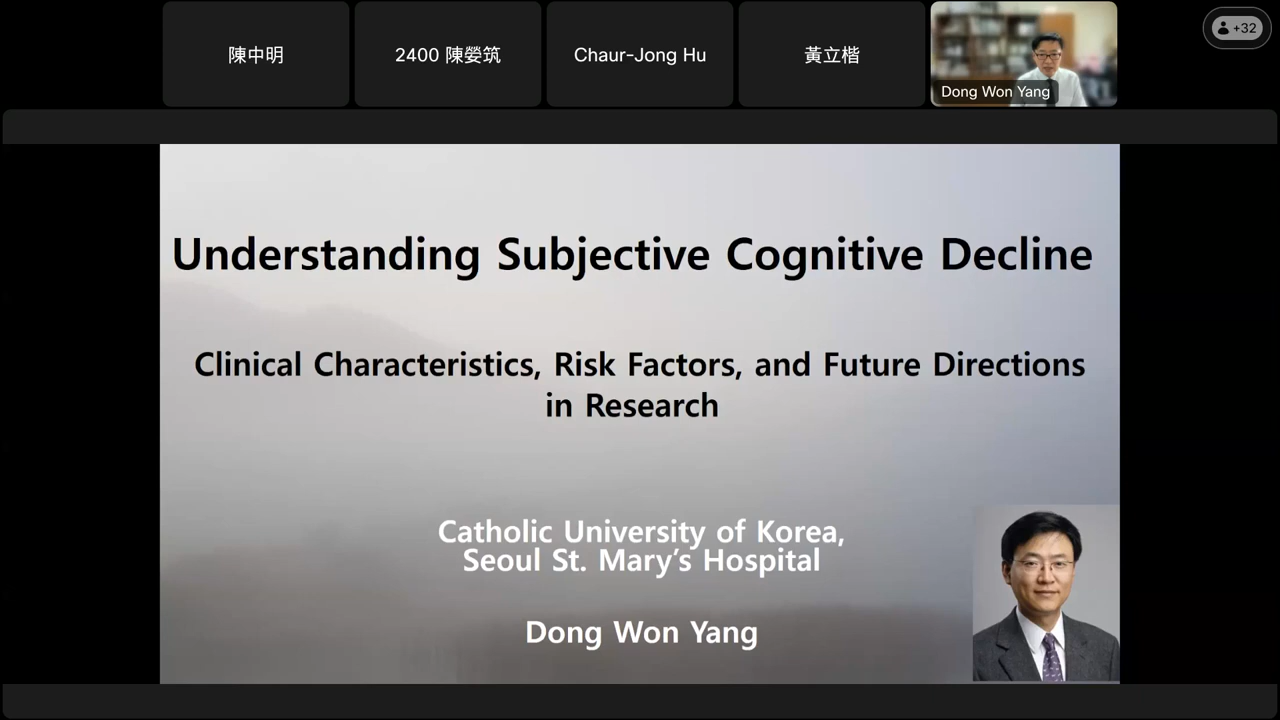 陳中明
2400 陳嫈筑
Chaur-Jong Hu
黃立楷
Dong Won Yang
+32
Understanding Subjective Cognitive Decline
Clinical Characteristics, Risk Factors, and Future Directions
in Research
Catholic University of Korea,
Seoul St. Mary’s Hospital
Dong Won Yang